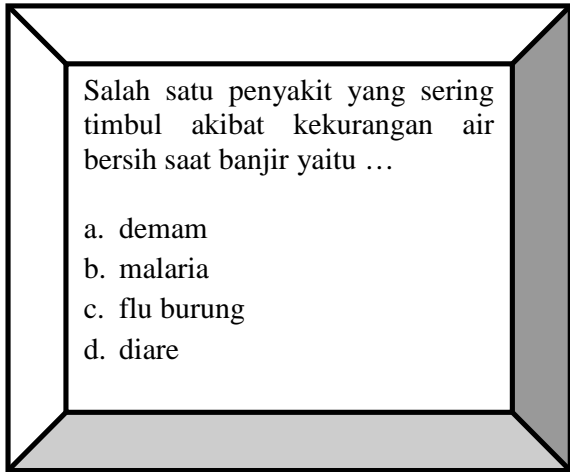 Salah satu penyakit yang sering
timbul akibat kekurangan air
bersih saat banjir yaitu …
a. demam
b. malaria
c. flu burung
d. diare